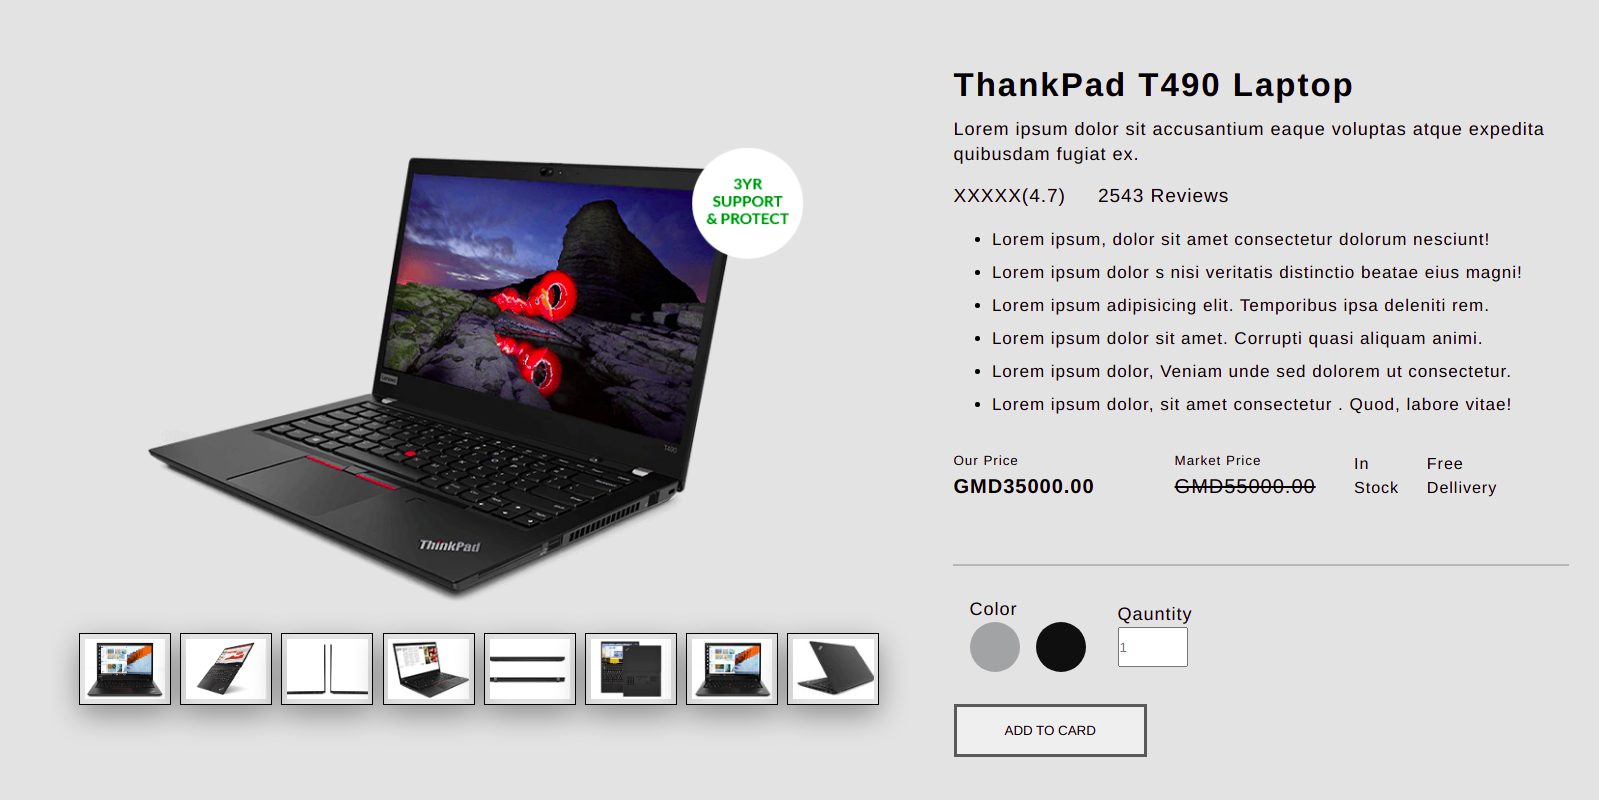 3YR
SUPPORT
& PROTECT
Lenovo
T490
ThinkPad
ThankPad T490 Laptop
Lorem ipsum dolor sit accusantium eaque voluptas atque expedita
quibusdam fugiat ex.
XXXXX(4.7) 2543 Reviews
• Lorem ipsum, dolor sit amet consectetur dolorum nesciunt!
• Lorem ipsum dolor s nisi veritatis distinctio beatae eius magni!
• Lorem ipsum adipisicing elit. Temporibus ipsa deleniti rem.
• Lorem ipsum dolor sit amet. Corrupti quasi aliquam animi.
• Lorem ipsum dolor, Veniam unde sed dolorem ut consectetur.
• Lorem ipsum dolor, sit amet consectetur . Quod, labore vitae!
Our Price
GMD35000.00
Market Price
GMD55000.00
In
Stock
Free
Dellivery
Color
Qauntity
1
ADD TO CARD